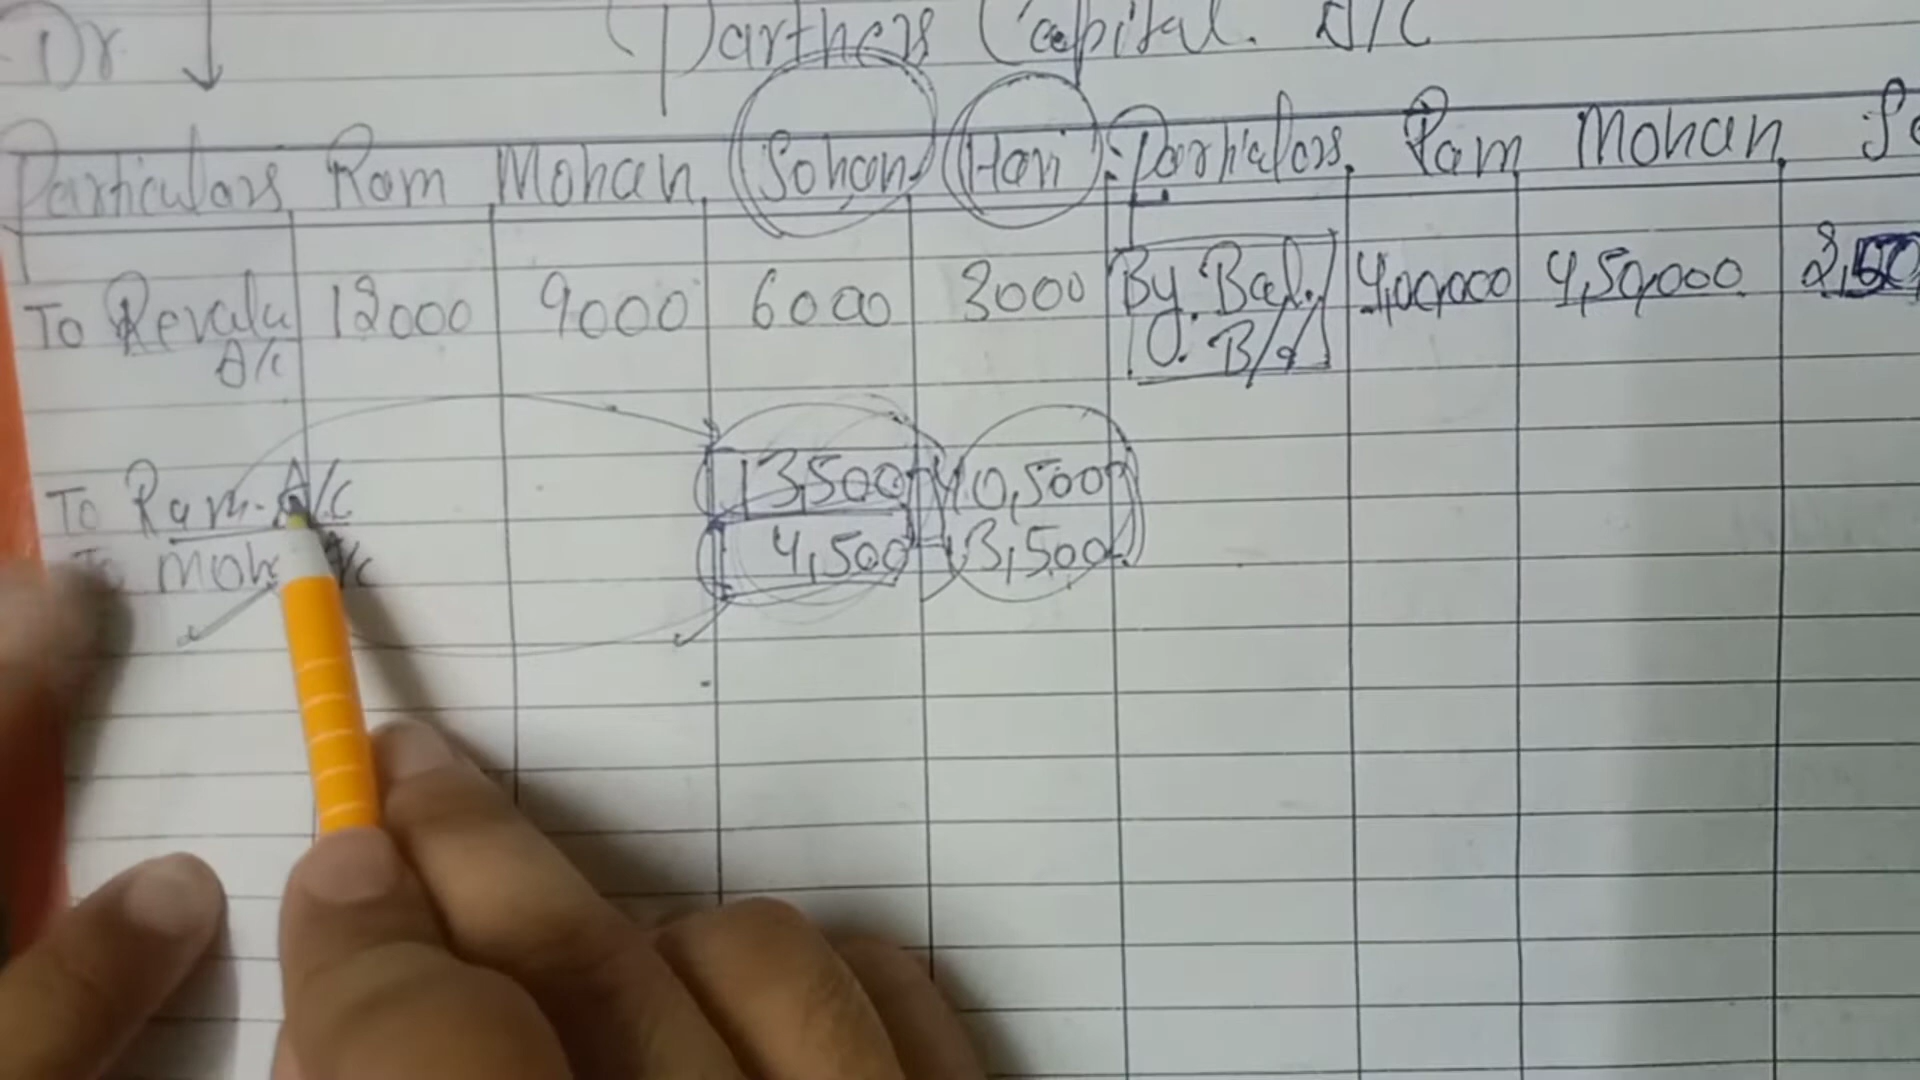 Dr. Partners Capital. A/C
Particulars Ram Mohan Sohan Hari Particulars. Ram Mohan
To Revalu 12000 9000 6000 3000 By. Bal. 4,00,000 4,50,000
A/c B/d
To Ram. A/C 13,500 10,500
A/c 4,500 13,500